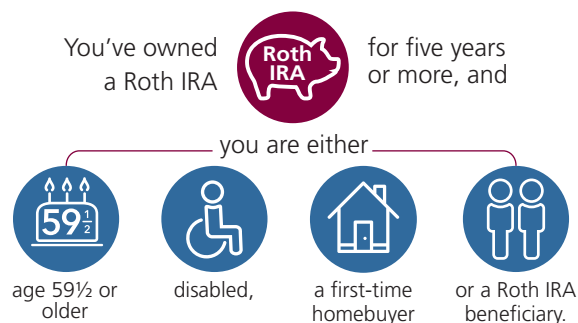 You’ve owned
a Roth IRA
Roth
IRA
for five years
or more, and
you are either
59½
age 59½ or
older
disabled,
a first-time
homebuyer
or a Roth IRA
beneficiary.